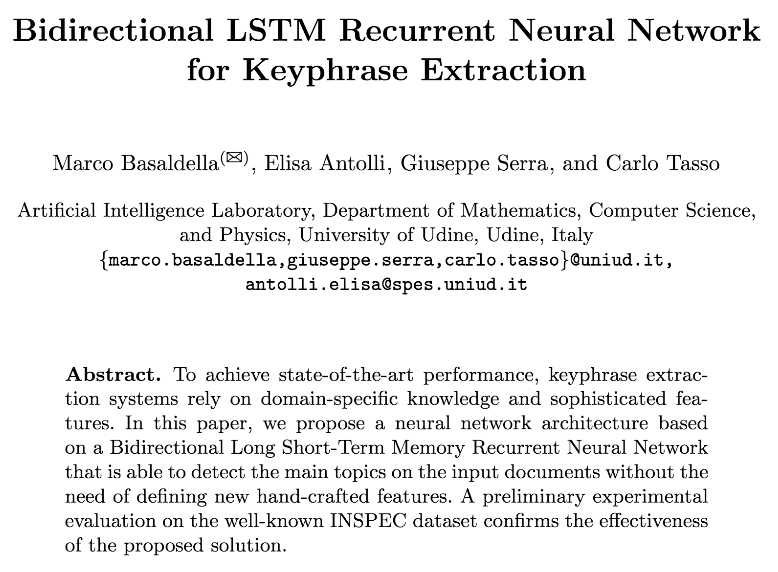 Bidirectional LSTM Recurrent Neural Network
for Keyphrase Extraction
Marco Basaldella(✉), Elisa Antolli, Giuseppe Serra, and Carlo Tasso
Artificial Intelligence Laboratory, Department of Mathematics, Computer Science,
and Physics, University of Udine, Udine, Italy
{marco.basaldella,giuseppe.serra,carlo.tasso}@uniud.it,
antolli.elisa@spes.uniud.it
Abstract. To achieve state-of-the-art performance, keyphrase extrac-
tion systems rely on domain-specific knowledge and sophisticated fea-
tures. In this paper, we propose a neural network architecture based
on a Bidirectional Long Short-Term Memory Recurrent Neural Network
that is able to detect the main topics on the input documents without the
need of defining new hand-crafted features. A preliminary experimental
evaluation on the well-known INSPEC dataset confirms the effectiveness
of the proposed solution.